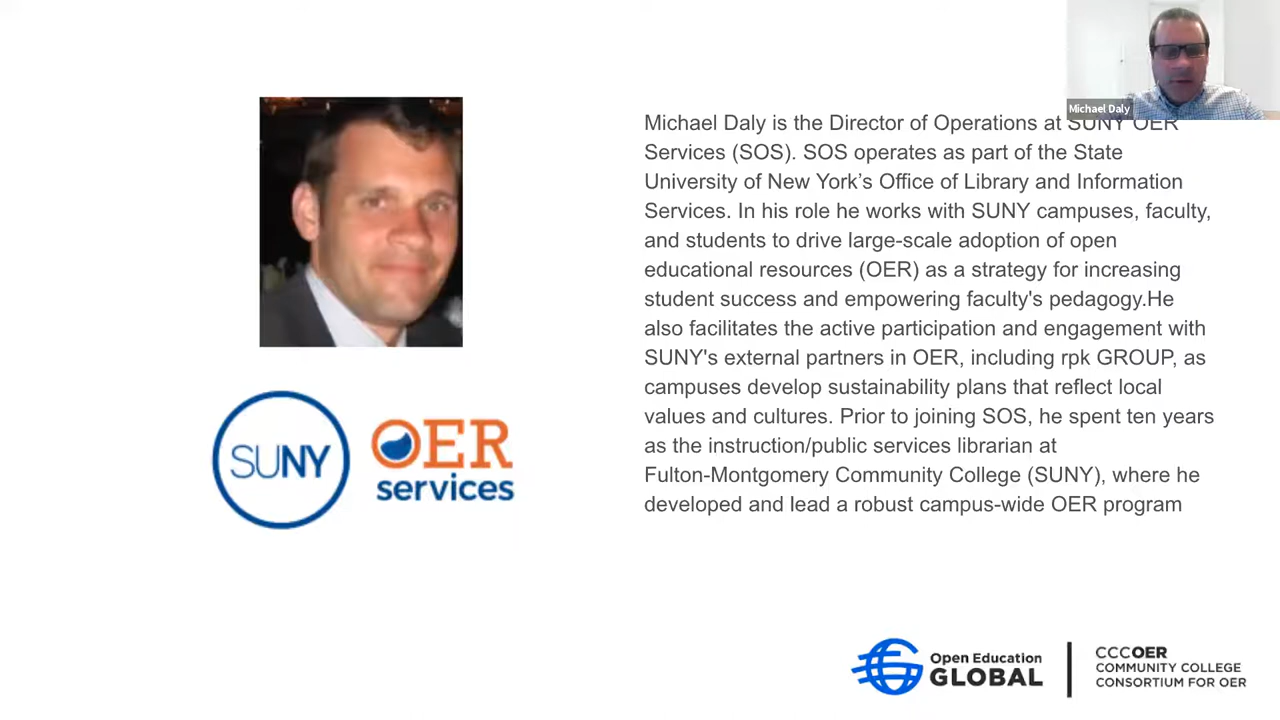 Michael Daly
Michael Daly is the Director of Operations at SUNY OER
Services (SOS). SOS operates as part of the State
University of New York’s Office of Library and Information
Services. In his role he works with SUNY campuses, faculty,
and students to drive large-scale adoption of open
educational resources (OER) as a strategy for increasing
student success and empowering faculty's pedagogy.He
also facilitates the active participation and engagement with
SUNY's external partners in OER, including rpk GROUP, as
campuses develop sustainability plans that reflect local
values and cultures. Prior to joining SOS, he spent ten years
as the instruction/public services librarian at
Fulton-Montgomery Community College (SUNY), where he
developed and lead a robust campus-wide OER program
SUNY
OER
services
Open Education
GLOBAL
CCCOER
COMMUNITY COLLEGE
CONSORTIUM FOR OER